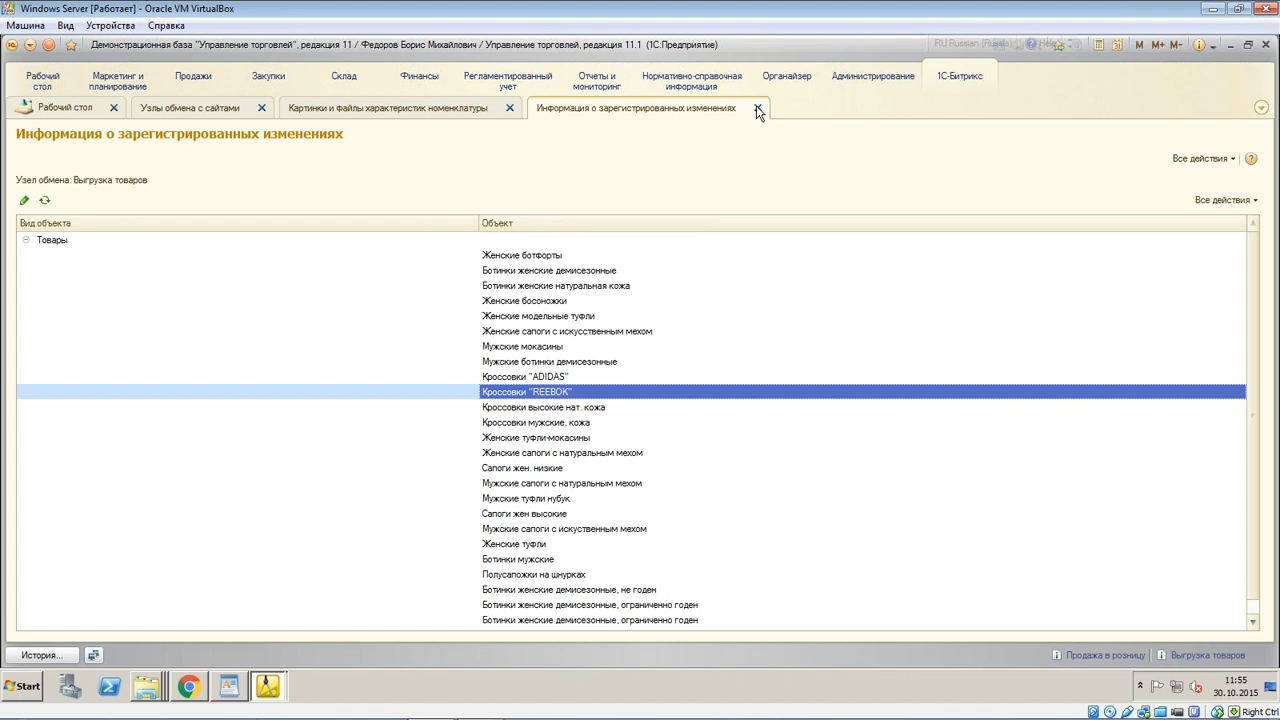 Windows Server [Работает] - Oracle VM VirtualBox
Машина Вид Устройства Справка
Демонстрационная база "Управление торговлей", редакция 11 / Федоров Борис Михайлович / Управление торговлей, редакция 11.1 (1С:Предприятие)
RU Russian (Russia) Help
M M+ M-
Рабочий стол
Маркетинг и планирование
Продажи
Закупки
Склад
Финансы
Регламентированный учет
Отчеты и мониторинг
Нормативно-справочная информация
Органайзер
Администрирование
1С-Битрикс
Рабочий стол
Узлы обмена с сайтами
Картинки и Файлы характеристик номенклатуры
Информация о зарегистрированных изменениях
Информация о зарегистрированных изменениях
Все действия
Узел обмена: Выгрузка товаров
Все действия
Вид объекта Объект
Товары
Женские ботфорты
Ботинки женские демисезонные
Ботинки женские натуральная кожа
Женские босоножки
Женские модельные туфли
Женские сапоги с искусственным мехом
Мужские мокасины
Мужские ботинки демисезонные
Кроссовки "ADIDAS"
Кроссовки "REEBOK"
Кроссовки высокие нат. кожа
Кроссовки мужские, кожа
Женские туфли-мокасины
Женские сапоги с натуральным мехом
Сапоги жен. низкие
Мужские сапоги с натуральным мехом
Мужские туфли нубук
Сапоги жен высокие
Мужские сапоги с искуственным мехом
Женские туфли
Ботинки мужские
Полусапожки на шнурках
Ботинки женские демисезонные, не годен
Ботинки женские демисезонные, ограниченно годен
Ботинки женские демисезонные, ограниченно годен
История...
Продажа в розницу
Выгрузка товаров
Start
11:55
30.10.2015
Right Ctrl